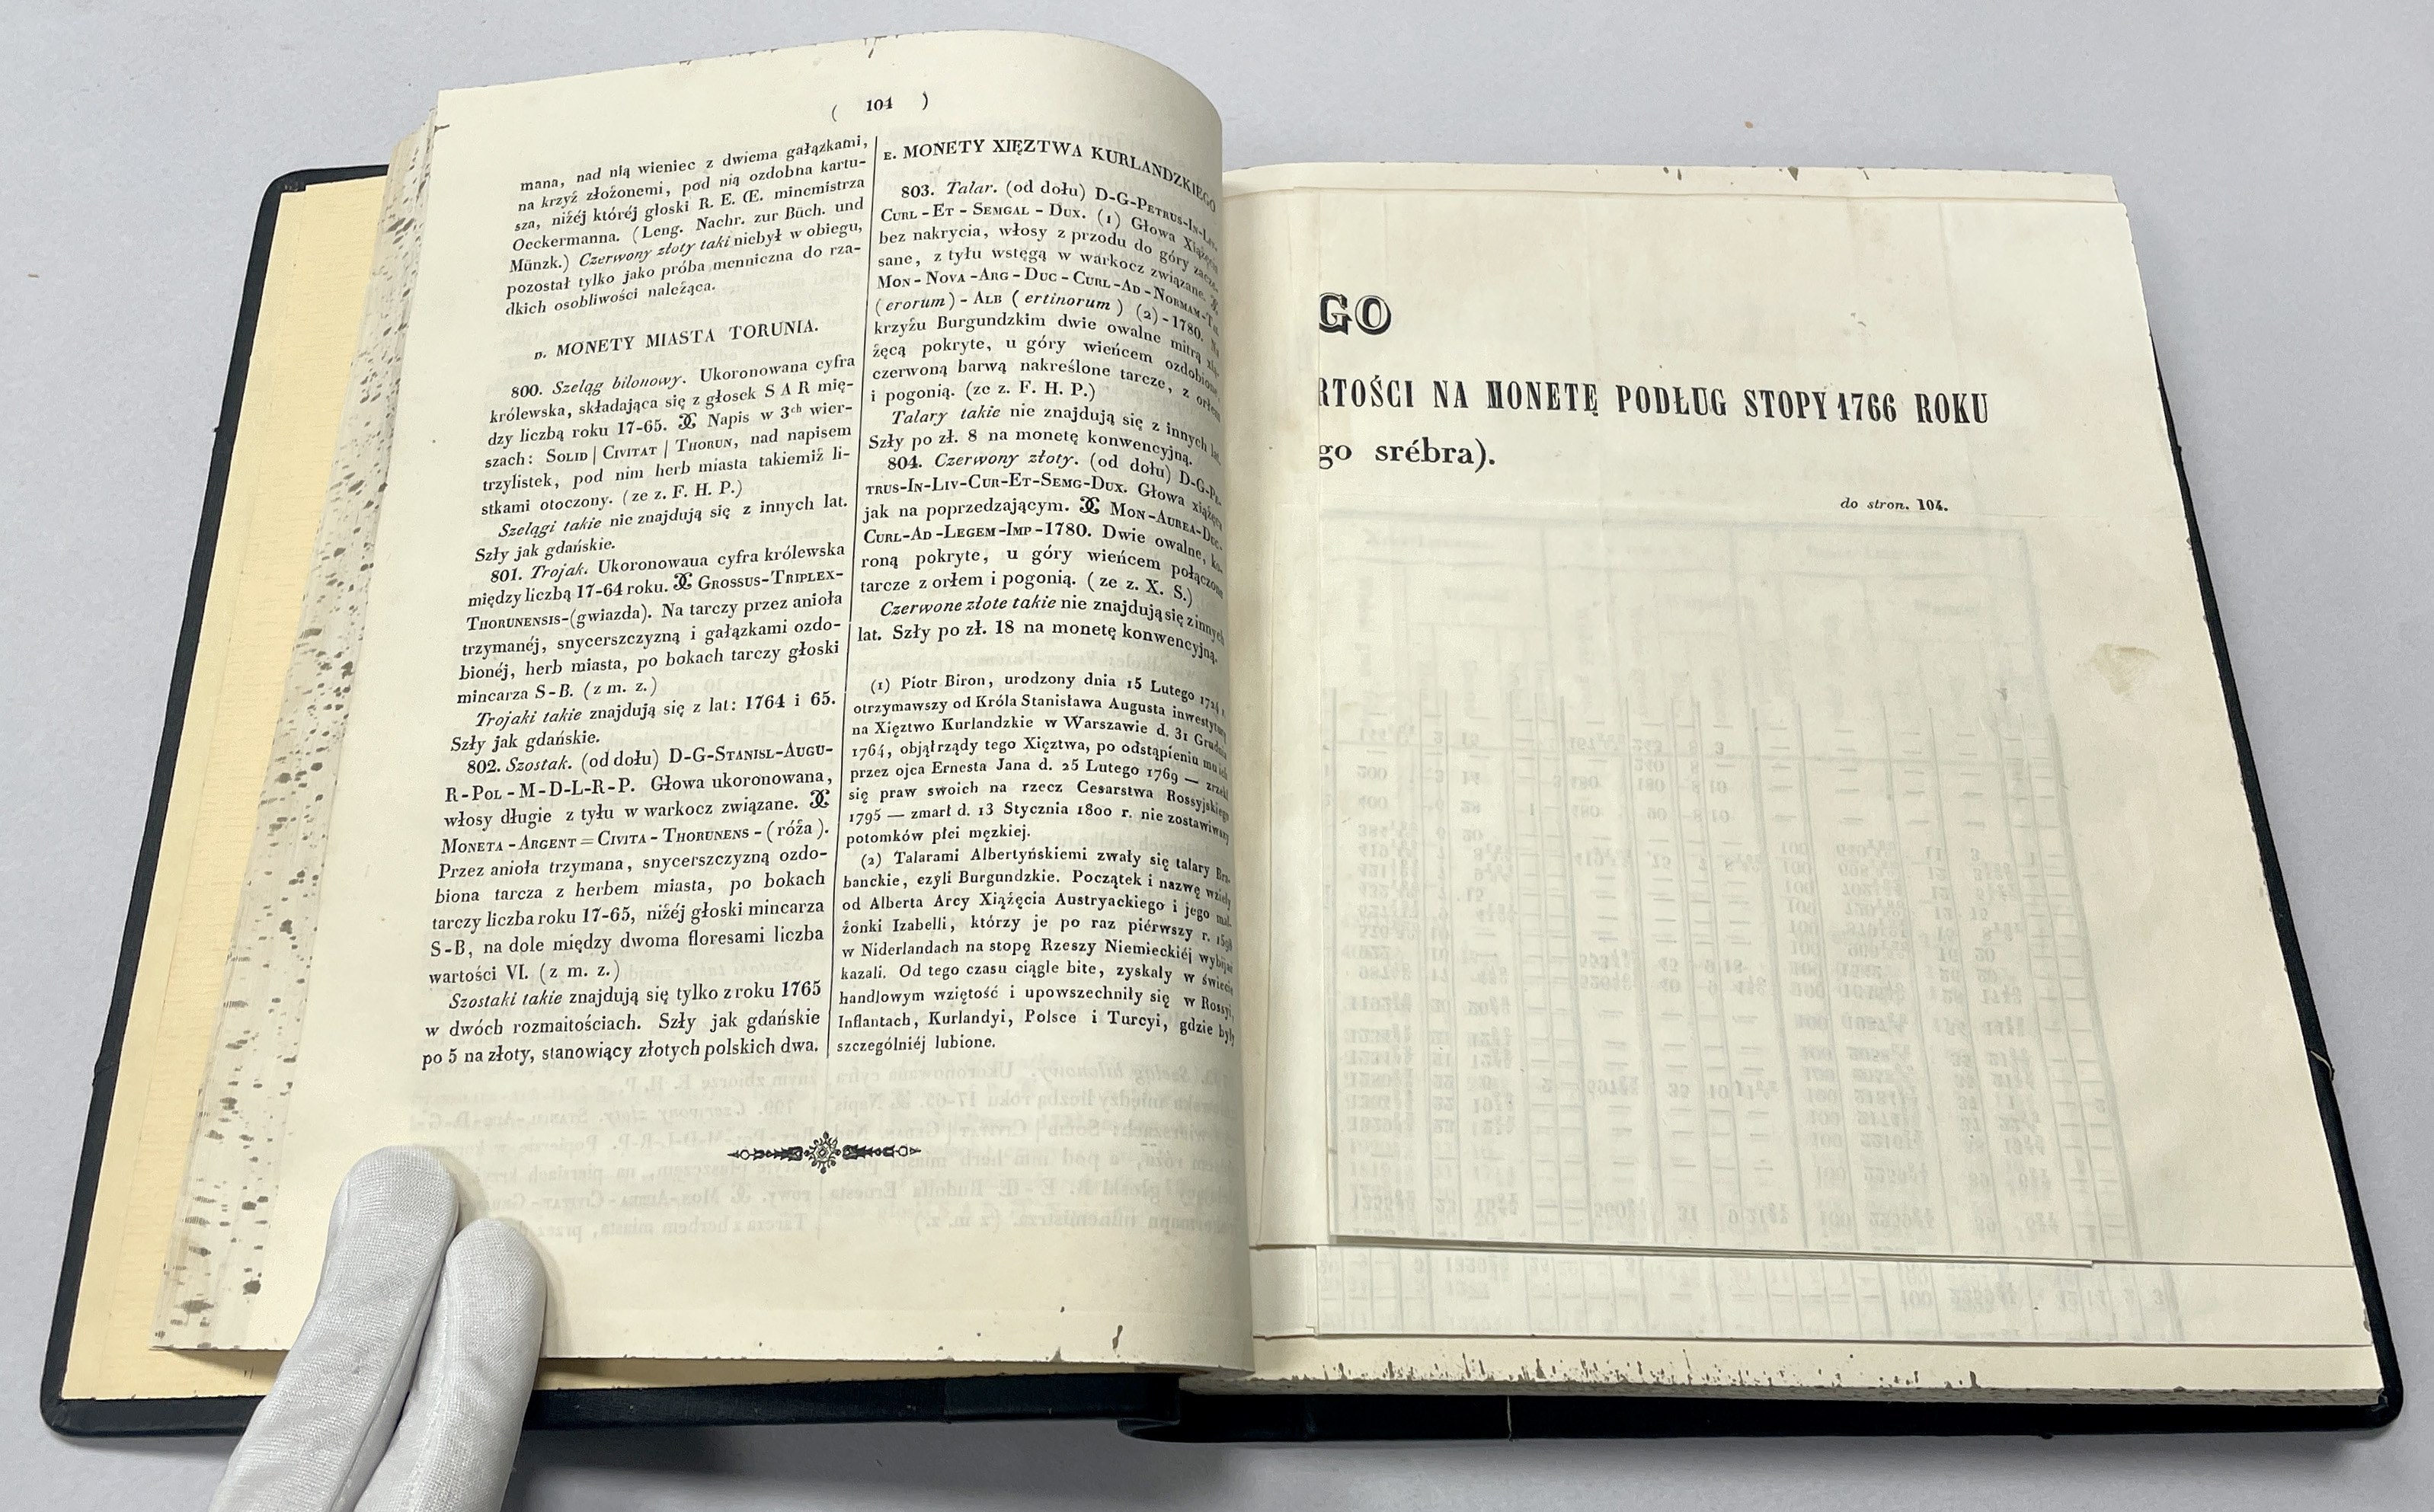 ( 104 )
mana, nad nią wieniec z dwiema gałązkami,
na krzyż złożonemi, pod nią ozdobna kartu-
sza, niżéj któréj głoski R. E. Œ. mincmistrza
Oeckermanna. (Leng. Nachr. zur Büch. und
Münzk.) Czerwony złoty taki niebył w obiegu,
pozostał tylko jako próba menniczna do rza-
dkich osobliwości należąca.
D. MONETY MIASTA TORUNIA.
800. Szeląg bilonowy. Ukoronowana cyfra
królewska, składająca się z głosek S A R mię-
dzy liczbą roku 17-65. Ɔ𝖢 Napis w 3ch wier-
szach: SOLID | CIVITAT | THORUN, nad napisem
trzylistek, pod nim herb miasta takiemiż li-
stkami otoczony. (ze z. F. H. P.)
Szelągi takie nie znajdują się z innych lat.
Szły jak gdańskie.
801. Trojak. Ukoronowaua cyfra królewska
między liczbą 17-64 roku. Ɔ𝖢 GROSSUS-TRIPLEX-
THORUNENSIS-(gwiazda). Na tarczy przez anioła
trzymanéj, snycerszczyzną i gałązkami ozdo-
bionéj, herb miasta, po bokach tarczy głoski
mincarza S-B. (z m. z.)
Trojaki takie znajdują się z lat: 1764 i 65.
Szły jak gdańskie.
802. Szostak. (od dołu) D-G-STANISL-AUGU-
R-POL-M-D-L-R-P. Głowa ukoronowana,
włosy długie z tyłu w warkocz związane. Ɔ𝖢
MONETA-ARGENT=CIVITA-THORUNENS-(róża).
Przez anioła trzymana, snycerszczyzną ozdo-
biona tarcza z herbem miasta, po bokach
tarczy liczba roku 17-65, niżéj głoski mincarza
S-B, na dole między dwoma floresami liczba
wartości VI. (z m. z.)
Szostaki takie znajdują się tylko z roku 1765
w dwóch rozmaitościach. Szły jak gdańskie
po 5 na złoty, stanowiący złotych polskich dwa.
E. MONETY XIĘZTWA KURLANDZKIEGO
803. Talar. (od dołu) D-G-PETRUS-IN-LIV-
CURL-ET-SEMGAL-DUX. (1) Głowa Xiążęcia
bez nakrycia, włosy z przodu do góry zacze-
sane, z tyłu wstęgą w warkocz związane. Ɔ𝖢
MON-NOVA-ARG-DUC-CURL-AD-NORMAM-TAL
(erorum)-ALB (ertinorum) (2)-1780. Na
krzyżu Burgundzkim dwie owalne mitrą xią-
żęcą pokryte, u góry wieńcem ozdobione,
czerwoną barwą nakreślone tarcze, z orłem
i pogonią. (ze z. F. H. P.)
Talary takie nie znajdują się z innych lat.
Szły po zł. 8 na monetę konwencyjną.
804. Czerwony złoty. (od dołu) D-G-PE-
TRUS-IN-LIV-CUR-ET-SEMG-DUX. Głowa xiążęca
jak na poprzedzającym. Ɔ𝖢 MON-AUREA-DUC-
CURL-AD-LEGEM-IMP-1780. Dwie owalne, ko-
roną pokryte, u góry wieńcem połączone
tarcze z orłem i pogonią. (ze z. X. S.)
Czerwone złote takie nie znajdują się z innych
lat. Szły po zł. 18 na monetę konwencyjną.
(1) Piotr Biron, urodzony dnia 15 Lutego 1724 r.
otrzymawszy od Króla Stanisława Augusta inwestyturę
na Xięztwo Kurlandzkie w Warszawie d. 31 Grudnia
1764, objął rządy tego Xięztwa, po odstąpieniu mu ich
przez ojca Ernesta Jana d. 25 Lutego 1769 — zrzekł
się praw swoich na rzecz Cesarstwa Rossyjskiego
1795 — zmarł d. 13 Stycznia 1800 r. nie zostawiwszy
potomków płci męzkiej.
(2) Talarami Albertyńskiemi zwały się talary Bra-
banckie, czyli Burgundzkie. Początek i nazwę wzięły
od Alberta Arcy Xiążęcia Austryackiego i jego mał-
żonki Izabelli, którzy je po raz piérwszy r. 1598
w Niderlandach na stopę Rzeszy Niemieckiéj wybijać
kazali. Od tego czasu ciągle bite, zyskały w świecie
handlowym wziętość i upowszechniły się w Rossyi,
Inflantach, Kurlandyi, Polsce i Turcyi, gdzie były
szczególniéj lubione.
GO
RTOŚCI NA MONETĘ PODŁUG STOPY 1766 ROKU
go srébra).
do stron. 104.